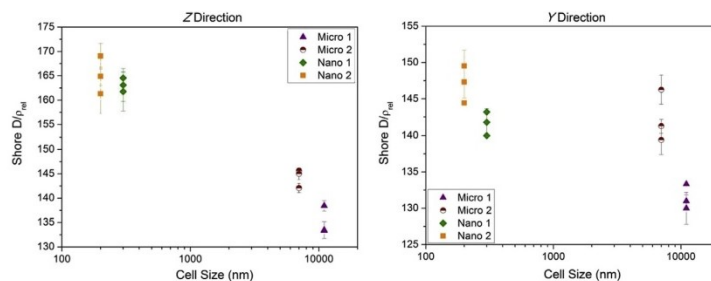 Z Direction
175
170
165
160
155
150
145
140
135
130
Shore D/ρrel
Micro 1
Micro 2
Nano 1
Nano 2
100
1000
10000
Cell Size (nm)
Y Direction
155
150
145
140
135
130
125
Shore D/ρrel
Micro 1
Micro 2
Nano 1
Nano 2
100
1000
10000
Cell Size (nm)